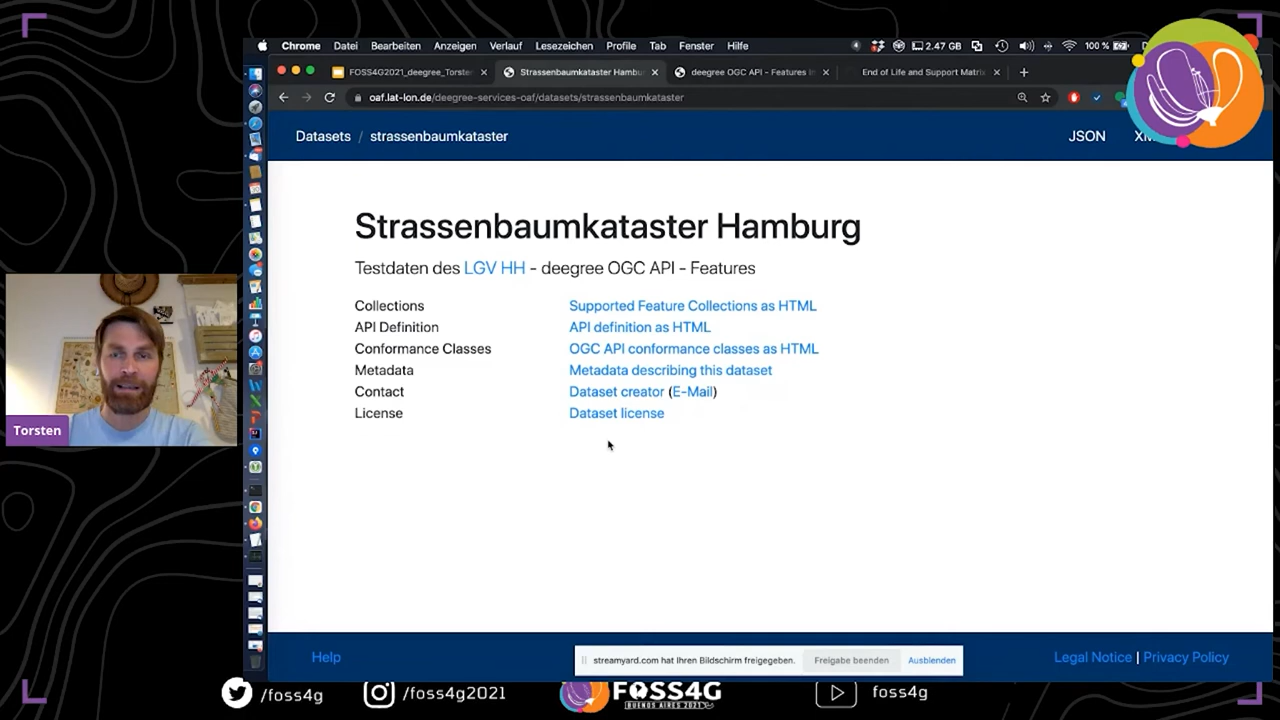 Chrome Datei Bearbeiten Anzeigen Verlauf Lesezeichen Profile Tab Fenster Hilfe 2.47 GB 100 %
FOSS4G2021_deegree_Torste Strassenbaumkataster Hambu deegree OGC API - Features I End of Life and Support Matrix
oaf.lat-lon.de/deegree-services-oaf/datasets/strassenbaumkataster
Datasets / strassenbaumkataster JSON
Strassenbaumkataster Hamburg
Testdaten des LGV HH - deegree OGC API - Features
Collections Supported Feature Collections as HTML
API Definition API definition as HTML
Conformance Classes OGC API conformance classes as HTML
Metadata Metadata describing this dataset
Contact Dataset creator (E-Mail)
License Dataset license
Torsten
Help Legal Notice | Privacy Policy
streamyard.com hat Ihren Bildschirm freigegeben. Freigabe beenden Ausblenden
/foss4g /foss4g2021 FOSS4G foss4g
BUENOS AIRES 2021